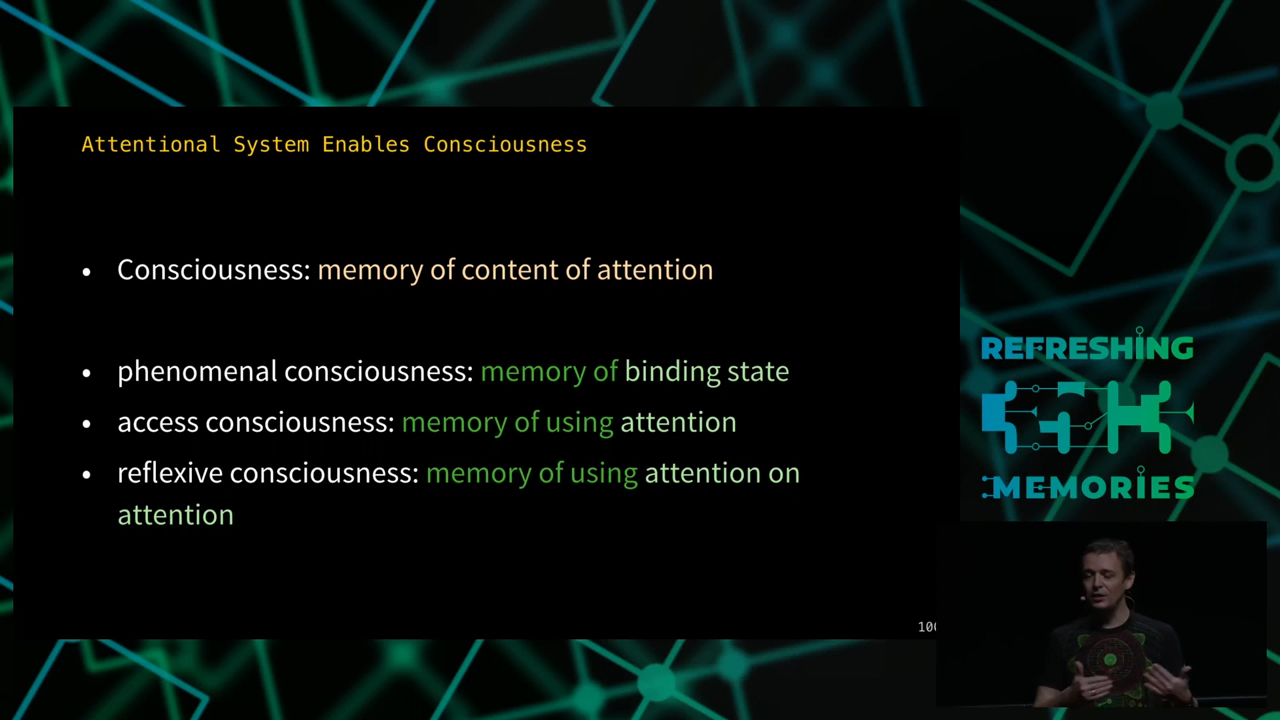 Attentional System Enables Consciousness
• Consciousness: memory of content of attention
• phenomenal consciousness: memory of binding state
• access consciousness: memory of using attention
• reflexive consciousness: memory of using attention on
attention
REFRESHING
MEMORIES